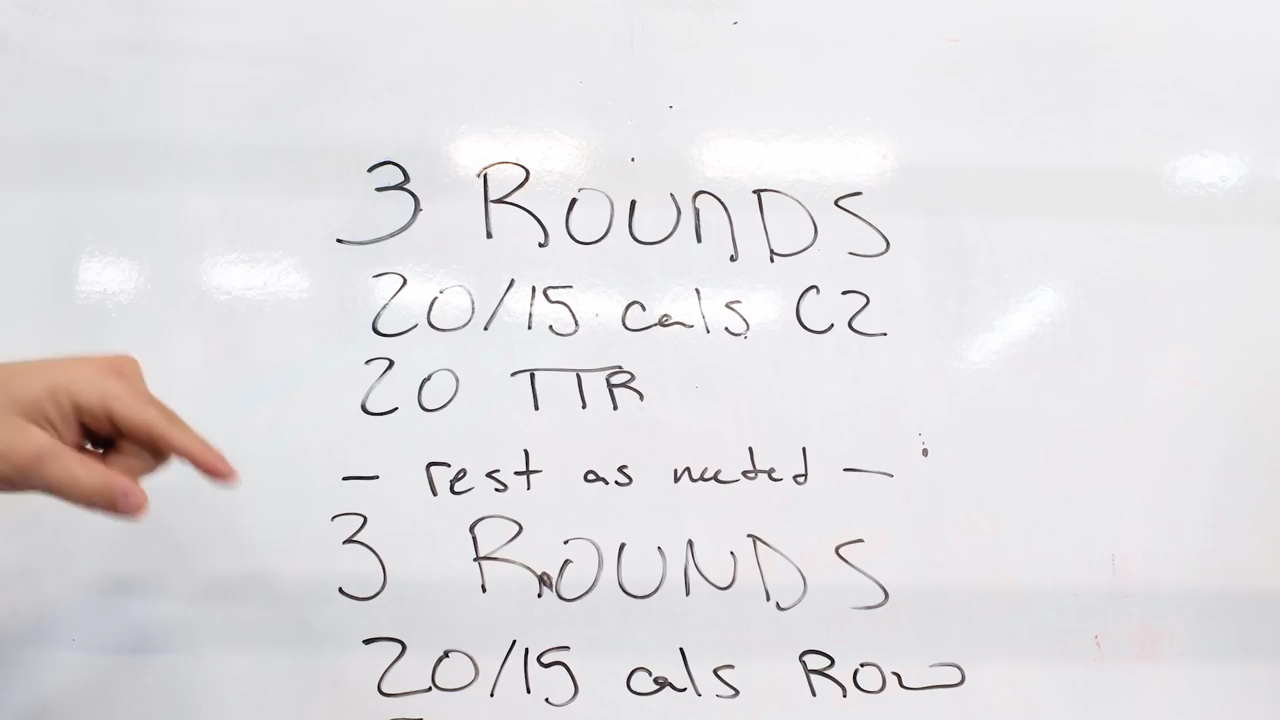 3 ROUNDS
20/15 cals C2
20 TTR
- rest as needed -
3 ROUNDS
20/15 cals Row